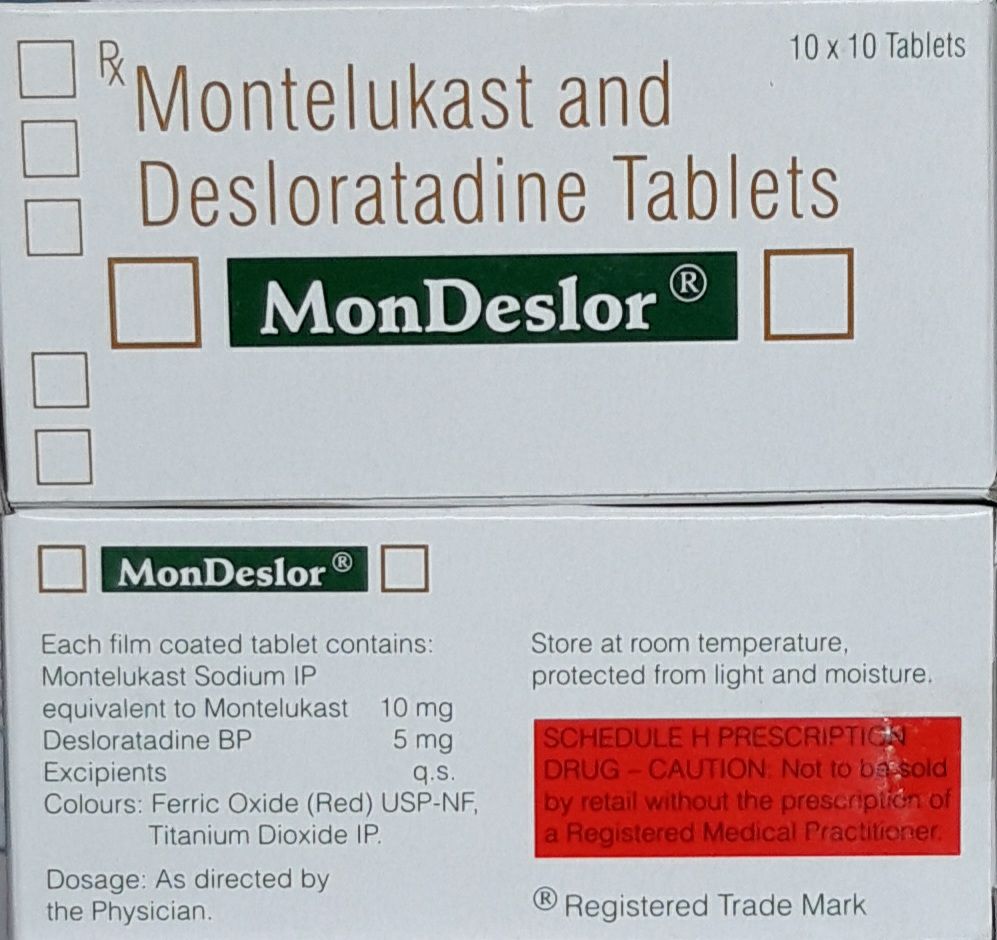 10 x 10 Tablets
Rx Montelukast and
Desloratadine Tablets
MonDeslor®
MonDeslor®
Each film coated tablet contains:
Montelukast Sodium IP
equivalent to Montelukast 10 mg
Desloratadine BP 5 mg
Excipients q.s.
Colours: Ferric Oxide (Red) USP-NF,
Titanium Dioxide IP.
Dosage: As directed by
the Physician.
Store at room temperature,
protected from light and moisture.
SCHEDULE H PRESCRIPTION
DRUG – CAUTION: Not to be sold
by retail without the prescription of
a Registered Medical Practitioner.
® Registered Trade Mark